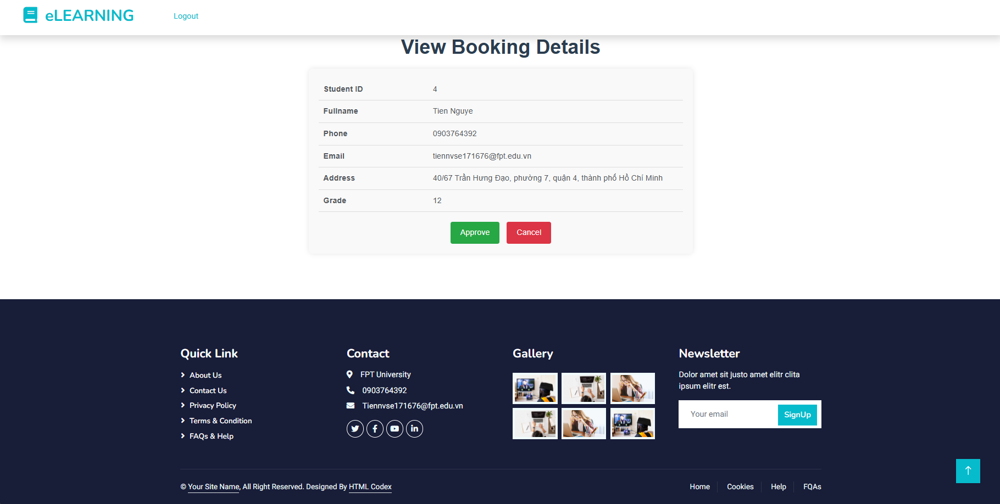 eLEARNING
Logout
View Booking Details
Student ID 4
Fullname Tien Nguye
Phone 0903764392
Email tiennvse171676@fpt.edu.vn
Address 40/67 Trần Hưng Đạo, phường 7, quận 4, thành phố Hồ Chí Minh
Grade 12
Approve Cancel
Quick Link
About Us
Contact Us
Privacy Policy
Terms & Condition
FAQs & Help
Contact
FPT University
0903764392
Tiennvse171676@fpt.edu.vn
Gallery
Newsletter
Dolor amet sit justo amet elitr clita
ipsum elitr est.
Your email SignUp
© Your Site Name, All Right Reserved. Designed By HTML Codex
Home Cookies Help FQAs